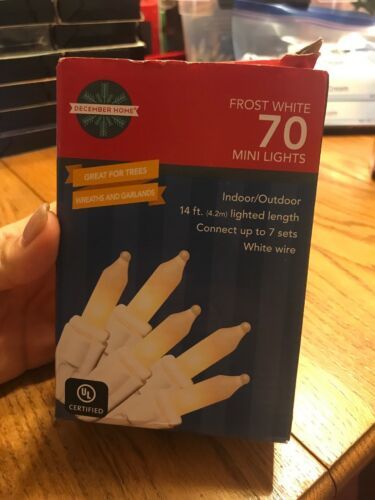 DECEMBER HOME
FROST WHITE
70
MINI LIGHTS
GREAT FOR TREES
WREATHS AND GARLANDS
Indoor/Outdoor
14 ft. (4.2m) lighted length
Connect up to 7 sets
White wire
UL
CERTIFIED